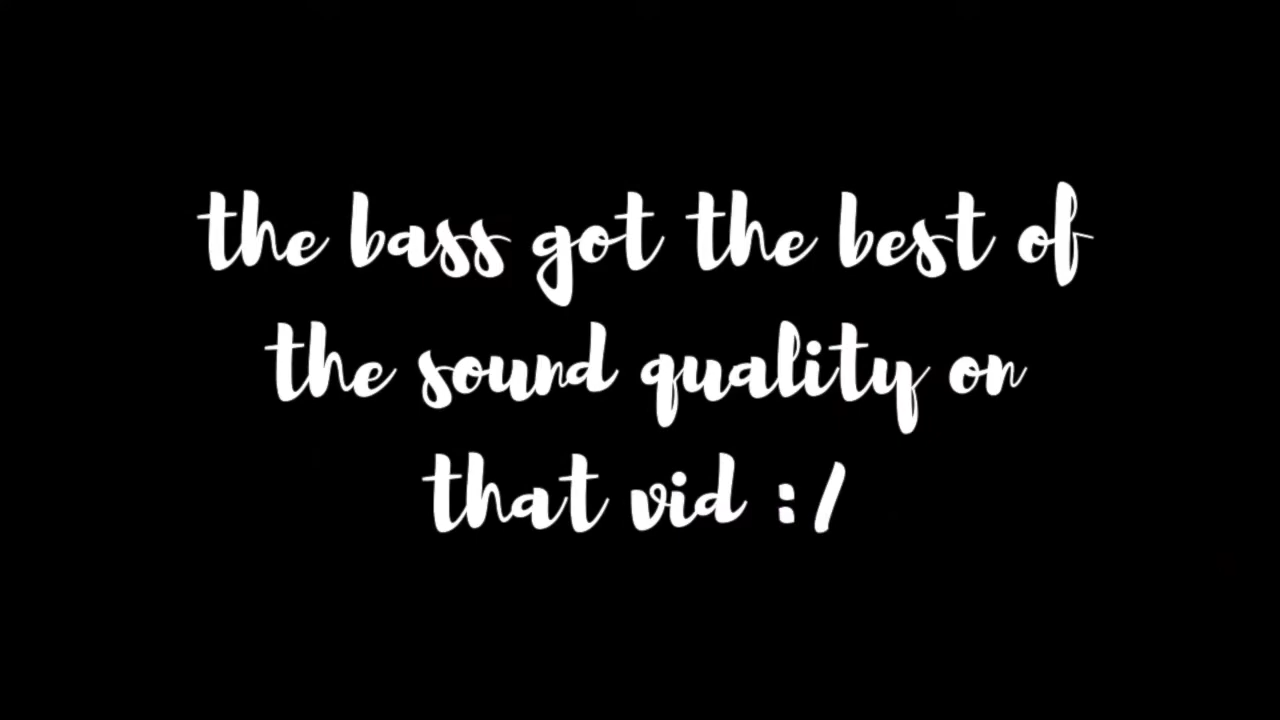 the bass got the best of
the sound quality on
that vid :/